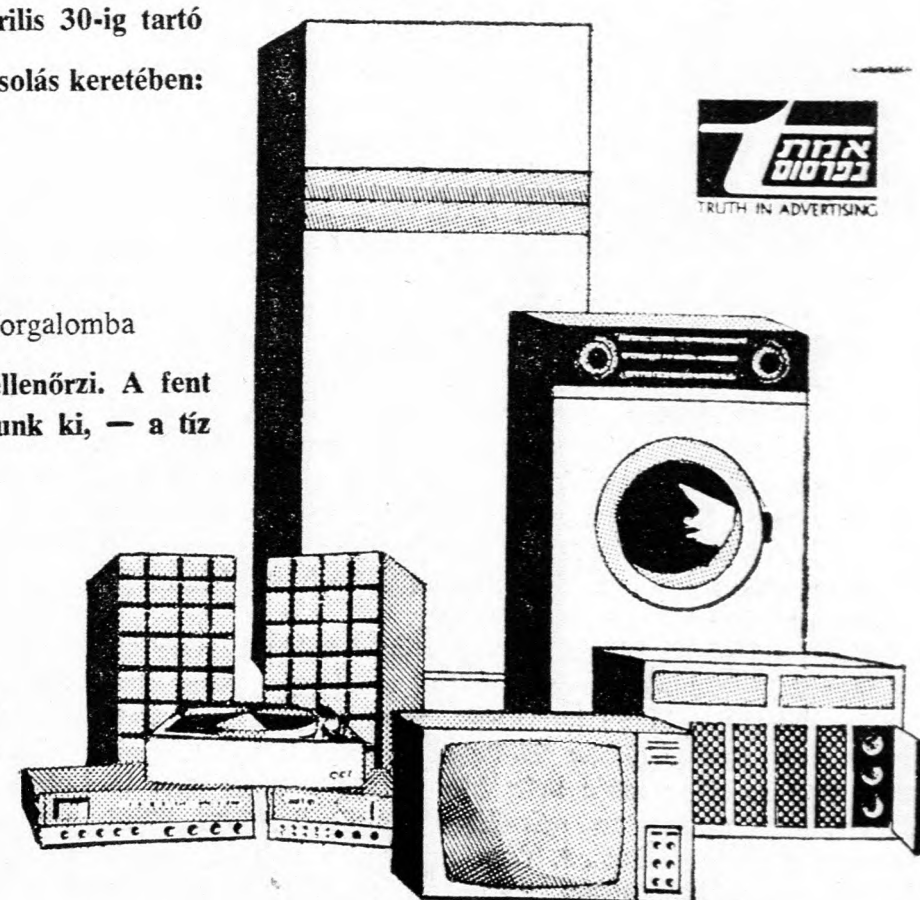 rilis 30-ig tartó
solás keretében:
אמת
בפרסום
TRUTH IN ADVERTISING
orgalomba
ellenőrzi. A fent
unk ki, — a tíz